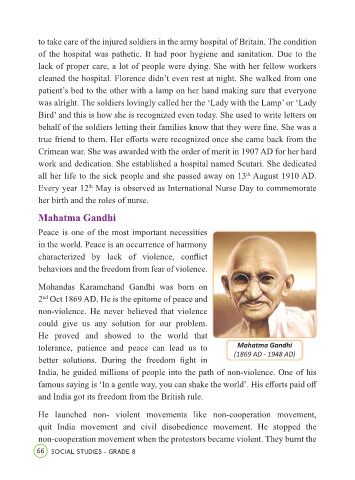 to take care of the injured soldiers in the army hospital of Britain. The condition
of the hospital was pathetic. It had poor hygiene and sanitation. Due to the
lack of proper care, a lot of people were dying. She with her fellow workers
cleaned the hospital. Florence didn't even rest at night. She walked from one
patient's bed to the other with a lamp on her hand making sure that everyone
was alright. The soldiers lovingly called her the 'Lady with the Lamp' or 'Lady
Bird' and this is how she is recognized even today. She used to write letters on
behalf of the soldiers letting their families know that they were fine. She was a
true friend to them. Her efforts were recognized once she came back from the
Crimean war. She was awarded with the order of merit in 1907 AD for her hard
work and dedication. She established a hospital named Scutari. She dedicated
all her life to the sick people and she passed away on 13th August 1910 AD.
Every year 12th May is observed as International Nurse Day to commemorate
her birth and the roles of nurse.
Mahatma Gandhi
Peace is one of the most important necessities
in the world. Peace is an occurrence of harmony
characterized by lack of violence, conflict
behaviors and the freedom from fear of violence.
Mohandas Karamchand Gandhi was born on
2nd Oct 1869 AD. He is the epitome of peace and
non-violence. He never believed that violence
could give us any solution for our problem.
He proved and showed to the world that
tolerance, patience and peace can lead us to
better solutions. During the freedom fight in
Mahatma Gandhi
(1869 AD - 1948 AD)
India, he guided millions of people into the path of non-violence. One of his
famous saying is 'In a gentle way, you can shake the world'. His efforts paid off
and India got its freedom from the British rule.
He launched non- violent movements like non-cooperation movement,
quit India movement and civil disobedience movement. He stopped the
non-cooperation movement when the protestors became violent. They burnt the
66 SOCIAL STUDIES - GRADE 8